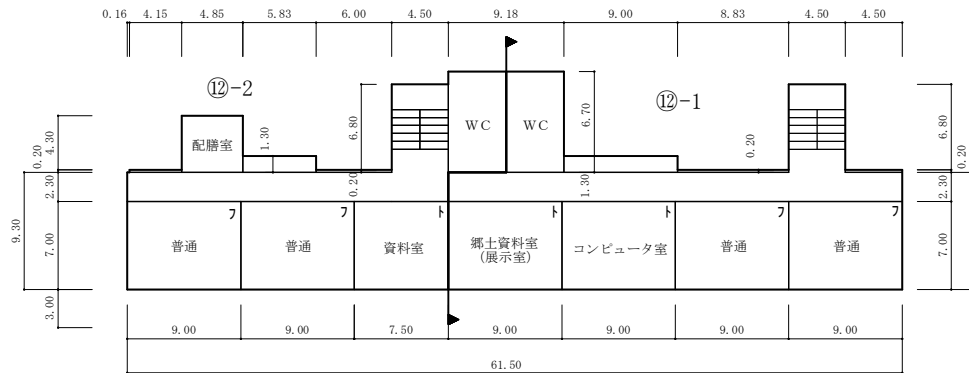 0.16 4.15 4.85 5.83 6.00 4.50 9.18 9.00 8.83 4.50 4.50
⑫-2
⑫-1
4.30
0.20
配膳室
1.30
6.80
WC
WC
6.70
0.20
6.80
0.20
9.30
2.30
0.20
1.30
2.30
7.00
フ
フ
ト
ト
ト
フ
フ
普通
普通
資料室
郷土資料室
(展示室)
コンピュータ室
普通
普通
7.00
3.00
9.00 9.00 7.50 9.00 9.00 9.00 9.00
61.50